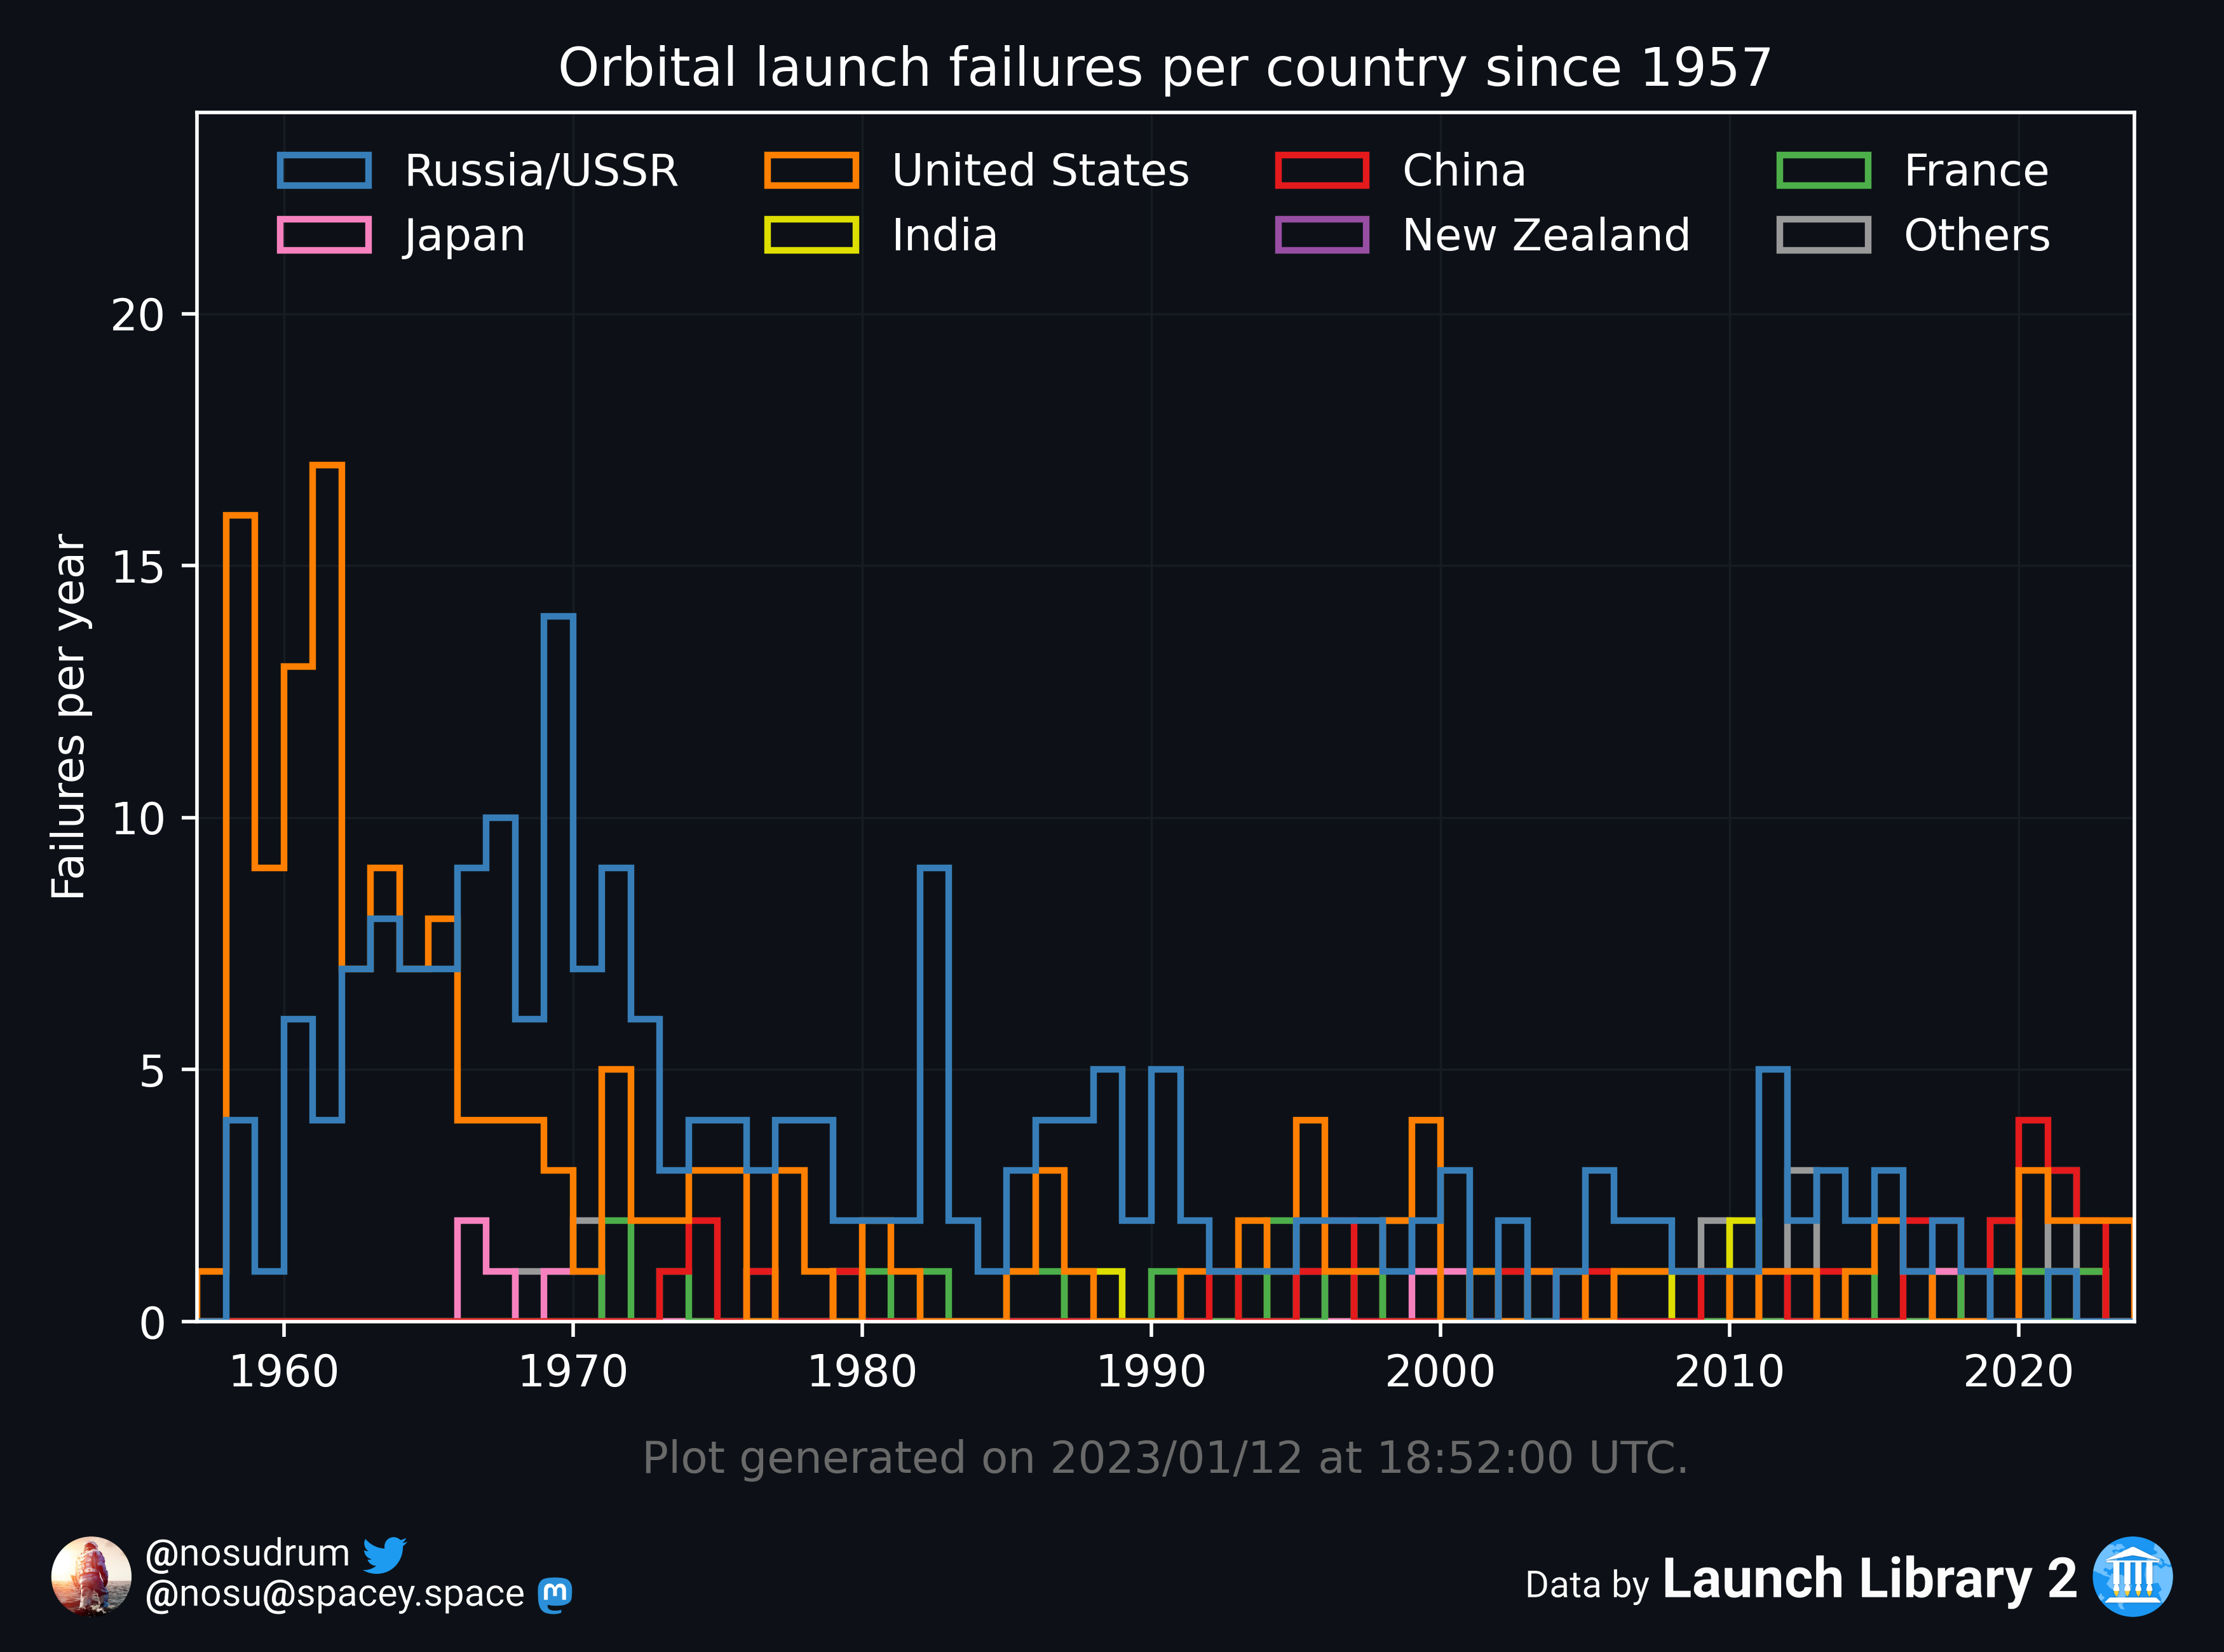 Orbital launch failures per country since 1957
Russia/USSR United States China France
Japan India New Zealand Others
Failures per year
20
15
10
5
0
1960 1970 1980 1990 2000 2010 2020
Plot generated on 2023/01/12 at 18:52:00 UTC.
@nosudrum
@nosu@spacey.space
Data by Launch Library 2